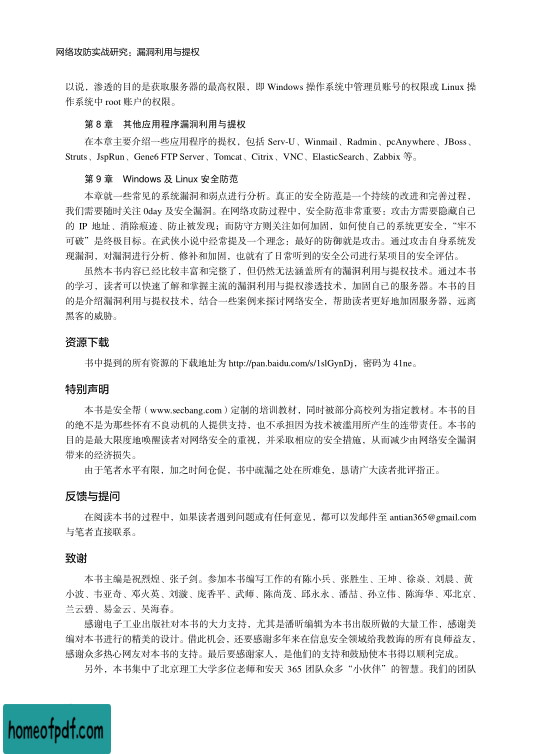 网络攻防实战研究：漏洞利用与提权
以说，渗透的目的是获取服务器的最高权限，即 Windows 操作系统中管理员账号的权限或 Linux 操
作系统中 root 账户的权限。
第 8 章 其他应用程序漏洞利用与提权
在本章主要介绍一些应用程序的提权，包括 Serv-U、Winmail、Radmin、pcAnywhere、JBoss、
Struts、JspRun、Gene6 FTP Server、Tomcat、Citrix、VNC、ElasticSearch、Zabbix 等。
第 9 章 Windows 及 Linux 安全防范
本章就一些常见的系统漏洞和弱点进行分析。真正的安全防范是一个持续的改进和完善过程，
我们需要随时关注 0day 及安全漏洞。在网络攻防过程中，安全防范非常重要：攻击方需要隐藏自己
的 IP 地址、消除痕迹、防止被发现；而防守方则关注如何加固，如何使自己的系统更安全，“牢不
可破”是终极目标。在武侠小说中经常提及一个理念：最好的防御就是攻击。通过攻击自身系统发
现漏洞，对漏洞进行分析、修补和加固，也就有了日常听到的安全公司进行某项目的安全评估。
虽然本书内容已经比较丰富和完整了，但仍然无法涵盖所有的漏洞利用与提权技术。通过本书
的学习，读者可以快速了解和掌握主流的漏洞利用与提权渗透技术，加固自己的服务器。本书的目
的是介绍漏洞利用与提权技术，结合一些案例来探讨网络安全，帮助读者更好地加固服务器，远离
黑客的威胁。
资源下载
书中提到的所有资源的下载地址为 http://pan.baidu.com/s/1slGynDj，密码为 41ne。
特别声明
本书是安全帮（www.secbang.com）定制的培训教材，同时被部分高校列为指定教材。本书的目
的绝不是为那些怀有不良动机的人提供支持，也不承担因为技术被滥用所产生的连带责任。本书的
目的是最大限度地唤醒读者对网络安全的重视，并采取相应的安全措施，从而减少由网络安全漏洞
带来的经济损失。
由于笔者水平有限，加之时间仓促，书中疏漏之处在所难免，恳请广大读者批评指正。
反馈与提问
在阅读本书的过程中，如果读者遇到问题或有任何意见，都可以发邮件至 antian365@gmail.com
与笔者直接联系。
致谢
本书主编是祝烈煌、张子剑。参加本书编写工作的有陈小兵、张胜生、王坤、徐焱、刘晨、黄
小波、韦亚奇、邓火英、刘漩、庞香平、武师、陈尚茂、邱永永、潘喆、孙立伟、陈海华、邓北京、
兰云碧、易金云、吴海春。
感谢电子工业出版社对本书的大力支持，尤其是潘昕编辑为本书出版所做的大量工作，感谢美
编对本书进行的精美的设计。借此机会，还要感谢多年来在信息安全领域给我教诲的所有良师益友，
感谢众多热心网友对本书的支持。最后要感谢家人，是他们的支持和鼓励使本书得以顺利完成。
另外，本书集中了北京理工大学多位老师和安天 365 团队众多“小伙伴”的智慧。我们的团队
homeofpdf.com